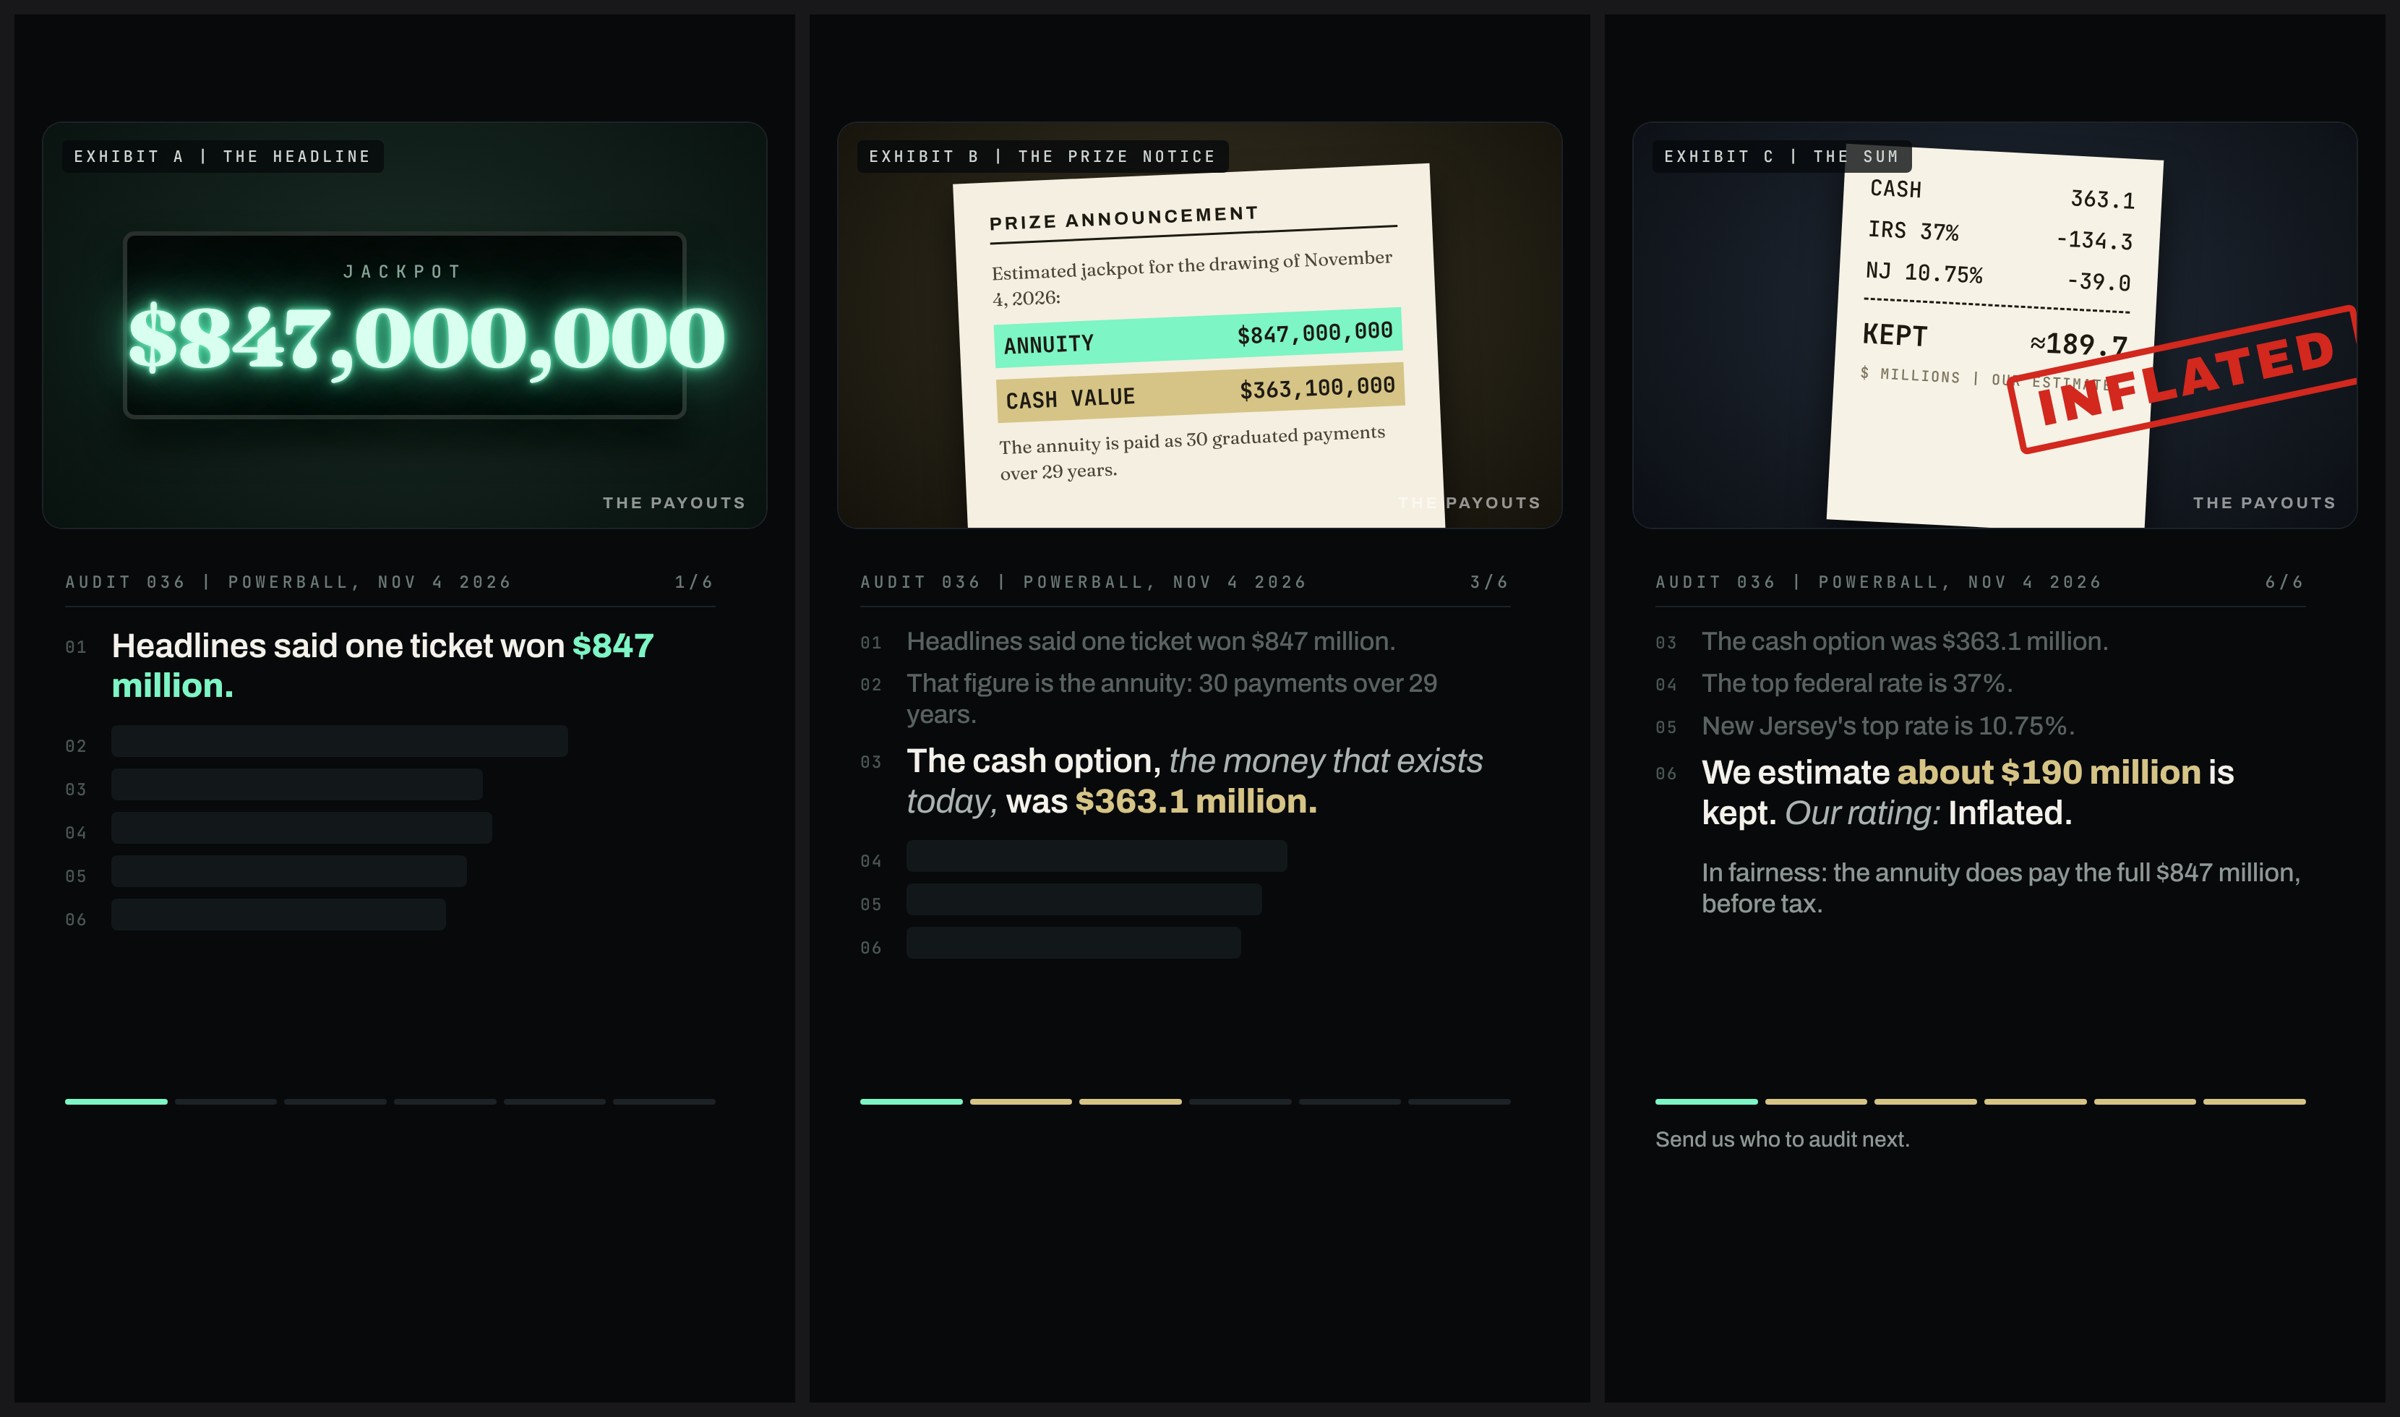 EXHIBIT A | THE HEADLINE
JACKPOT
$847,000,000
THE PAYOUTS
AUDIT 036 | POWERBALL, NOV 4 2026 1/6
01 Headlines said one ticket won $847
million.
02
03
04
05
06
EXHIBIT B | THE PRIZE NOTICE
PRIZE ANNOUNCEMENT
Estimated jackpot for the drawing of November
4, 2026:
ANNUITY $847,000,000
CASH VALUE $363,100,000
The annuity is paid as 30 graduated payments
over 29 years.
THE PAYOUTS
AUDIT 036 | POWERBALL, NOV 4 2026 3/6
01 Headlines said one ticket won $847 million.
02 That figure is the annuity: 30 payments over 29
years.
03 The cash option, the money that exists
today, was $363.1 million.
04
05
06
EXHIBIT C | THE SUM
CASH 363.1
IRS 37% -134.3
NJ 10.75% -39.0
KEPT ≈189.7
$ MILLIONS | OUR ESTIMATE
INFLATED
THE PAYOUTS
AUDIT 036 | POWERBALL, NOV 4 2026 6/6
03 The cash option was $363.1 million.
04 The top federal rate is 37%.
05 New Jersey's top rate is 10.75%.
06 We estimate about $190 million is
kept. Our rating: Inflated.
In fairness: the annuity does pay the full $847 million,
before tax.
Send us who to audit next.